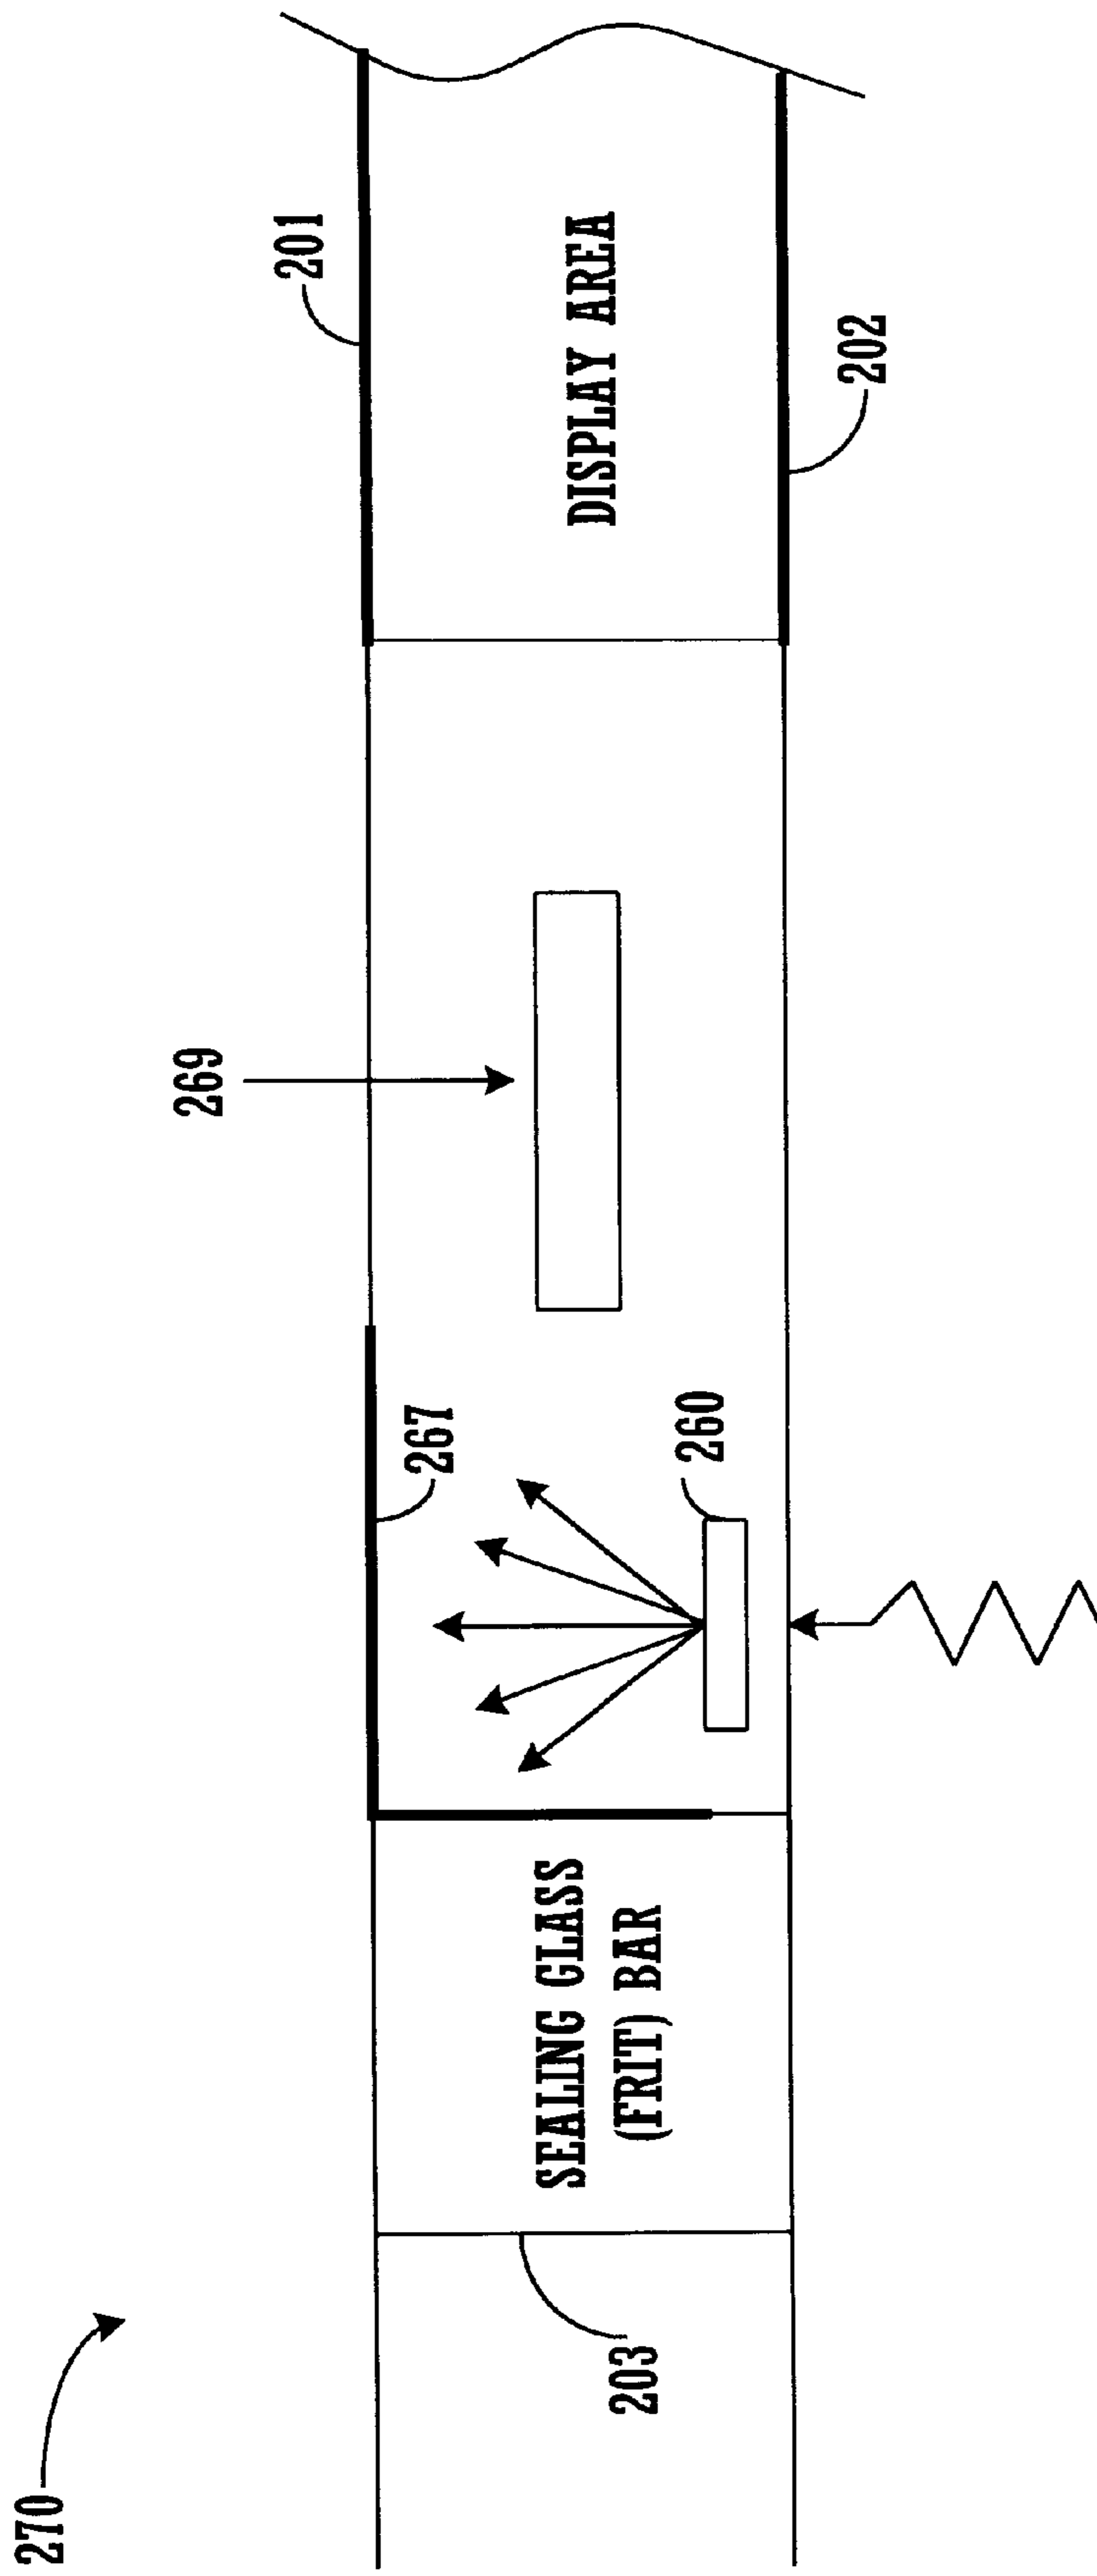 270
203
SEALING GLASS
(FRIT) BAR
267
260
269
201
DISPLAY AREA
202